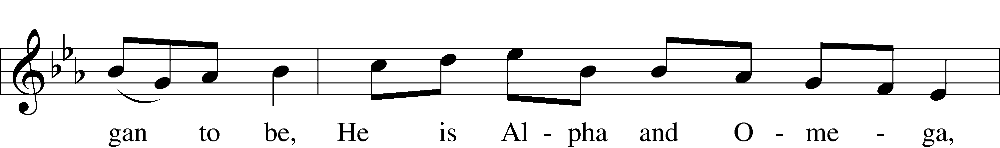 gan to be, He is Al - pha and O - me - ga,